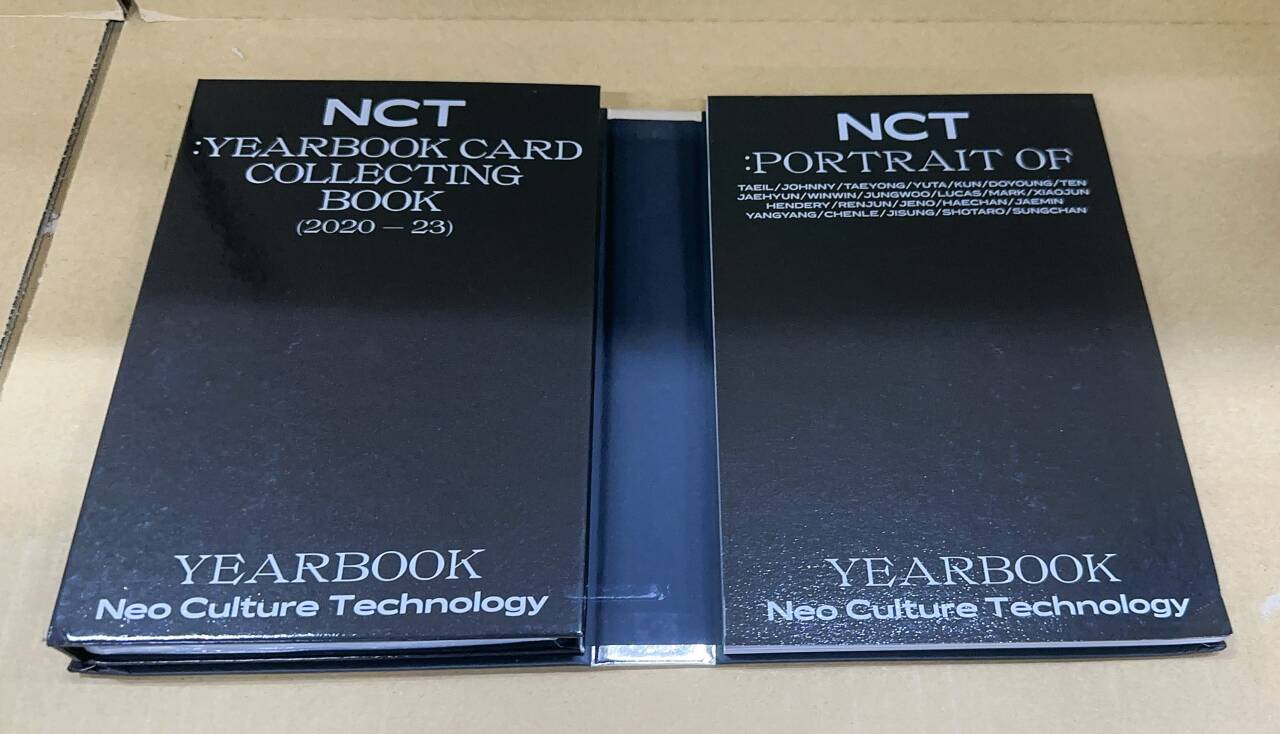 NCT
:YEARBOOK CARD
COLLECTING
BOOK
(2020 – 23)
YEARBOOK
Neo Culture Technology
NCT
:PORTRAIT OF
TAEIL/JOHNNY/TAEYONG/YUTA/KUN/DOYOUNG/TEN
JAEHYUN/WINWIN/JUNGWOO/LUCAS/MARK/XIAOJUN
HENDERY/RENJUN/JENO/HAECHAN/JAEMIN
YANGYANG/CHENLE/JISUNG/SHOTARO/SUNGCHAN
YEARBOOK
Neo Culture Technology